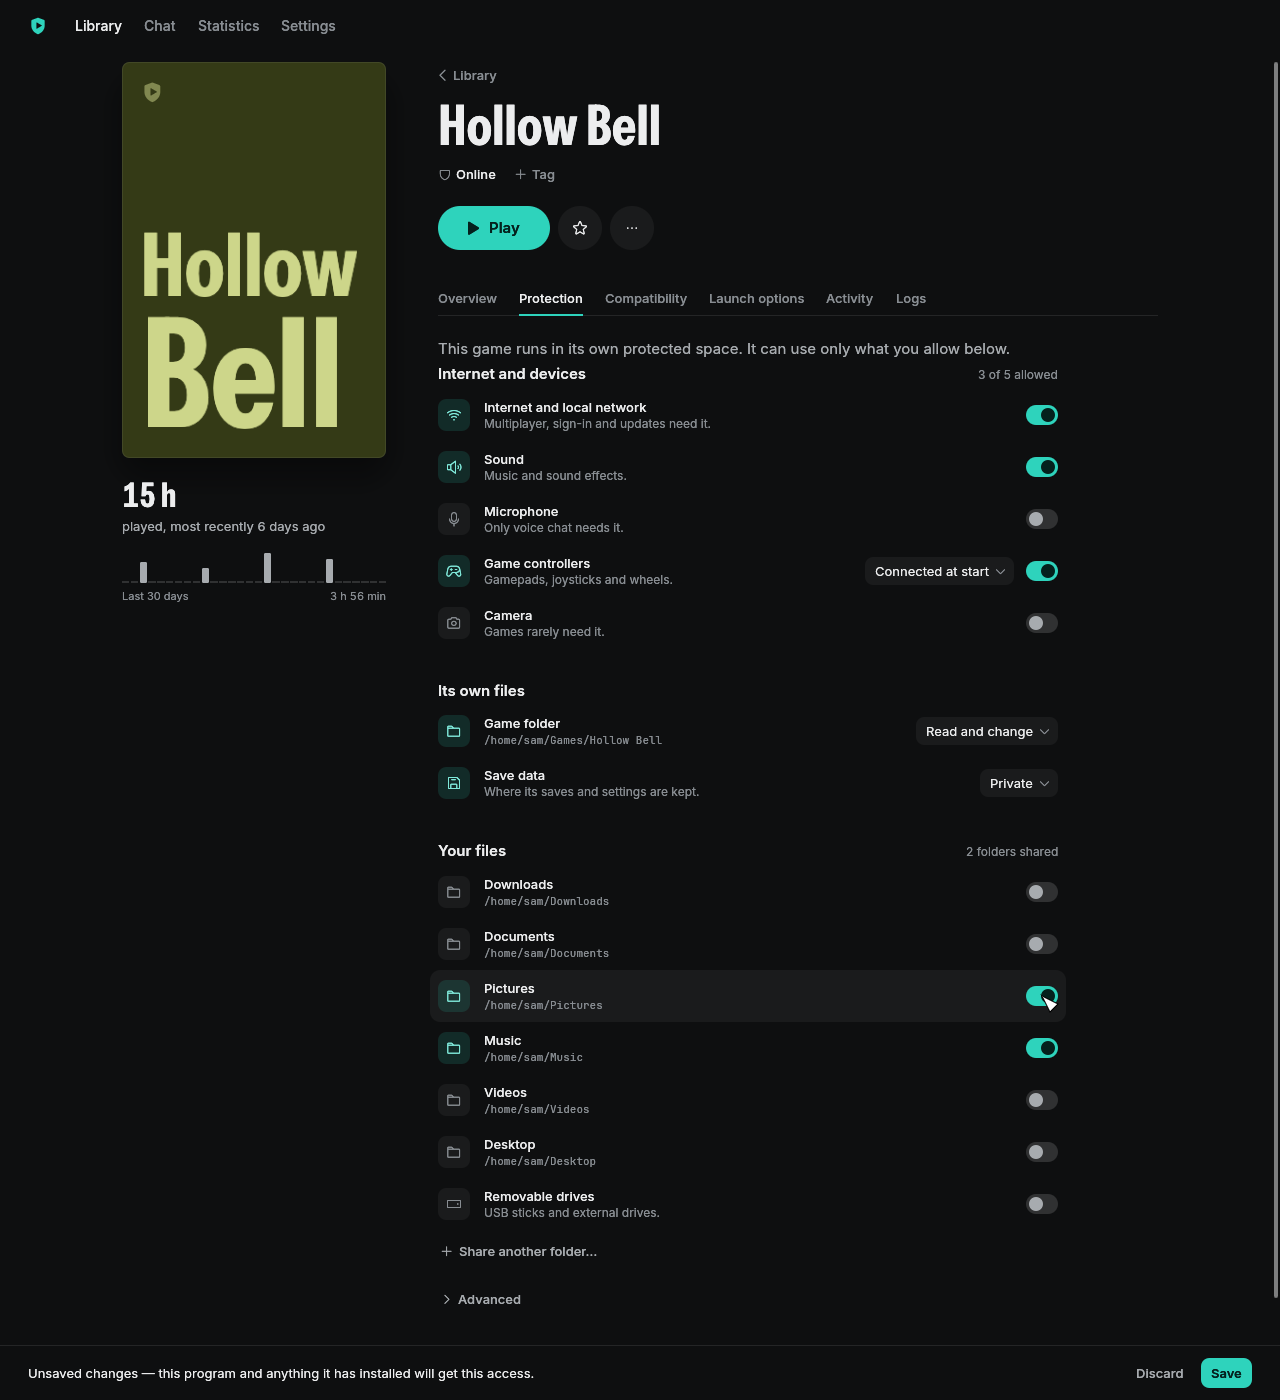 Library
Chat
Statistics
Settings
Hollow
Bell
15 h
played, most recently 6 days ago
Last 30 days
3 h 56 min
Library
Hollow Bell
Online
Tag
Play
Overview
Protection
Compatibility
Launch options
Activity
Logs
This game runs in its own protected space. It can use only what you allow below.
Internet and devices
3 of 5 allowed
Internet and local network
Multiplayer, sign-in and updates need it.
Sound
Music and sound effects.
Microphone
Only voice chat needs it.
Game controllers
Gamepads, joysticks and wheels.
Connected at start
Camera
Games rarely need it.
Its own files
Game folder
/home/sam/Games/Hollow Bell
Read and change
Save data
Where its saves and settings are kept.
Private
Your files
2 folders shared
Downloads
/home/sam/Downloads
Documents
/home/sam/Documents
Pictures
/home/sam/Pictures
Music
/home/sam/Music
Videos
/home/sam/Videos
Desktop
/home/sam/Desktop
Removable drives
USB sticks and external drives.
Share another folder...
Advanced
Unsaved changes — this program and anything it has installed will get this access.
Discard
Save